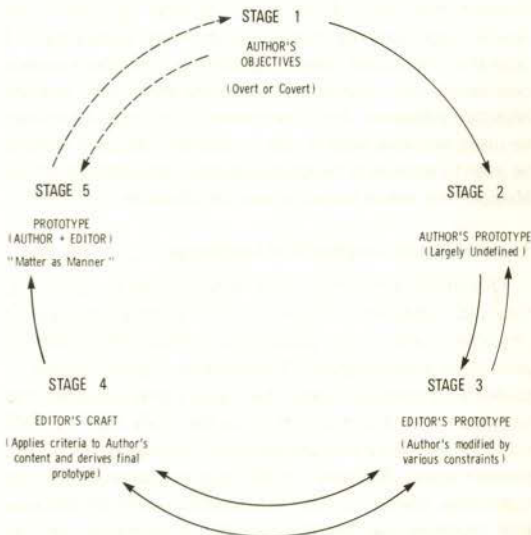 STAGE 1
AUTHOR'S
OBJECTIVES
(Overt or Covert)
STAGE 2
AUTHOR'S PROTOTYPE
(Largely Undefined)
STAGE 3
EDITOR'S PROTOTYPE
(Author's modified by
various constraints)
STAGE 4
EDITOR'S CRAFT
(Applies criteria to Author's
content and derives final
prototype)
STAGE 5
PROTOTYPE
(AUTHOR + EDITOR)
"Matter as Manner"